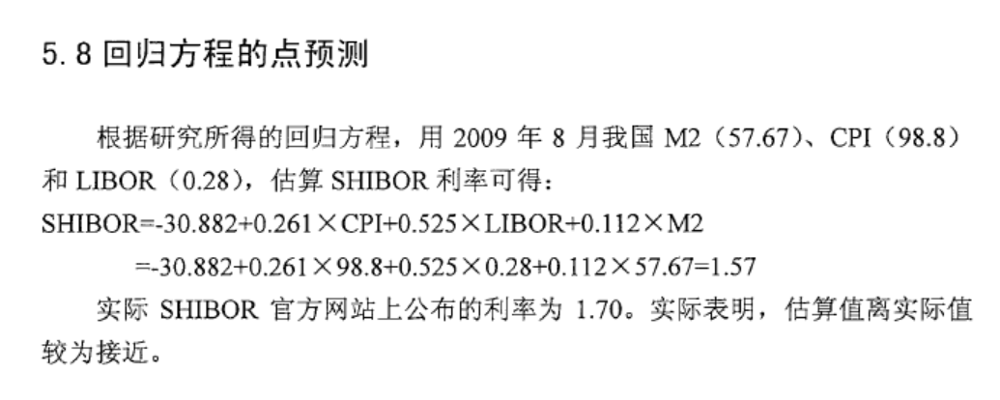 5.8 回归方程的点预测
根据研究所得的回归方程，用 2009 年 8 月我国 M2（57.67）、CPI（98.8）
和 LIBOR（0.28），估算 SHIBOR 利率可得：
SHIBOR=-30.882+0.261×CPI+0.525×LIBOR+0.112×M2
=-30.882+0.261×98.8+0.525×0.28+0.112×57.67=1.57
实际 SHIBOR 官方网站上公布的利率为 1.70。实际表明，估算值离实际值
较为接近。